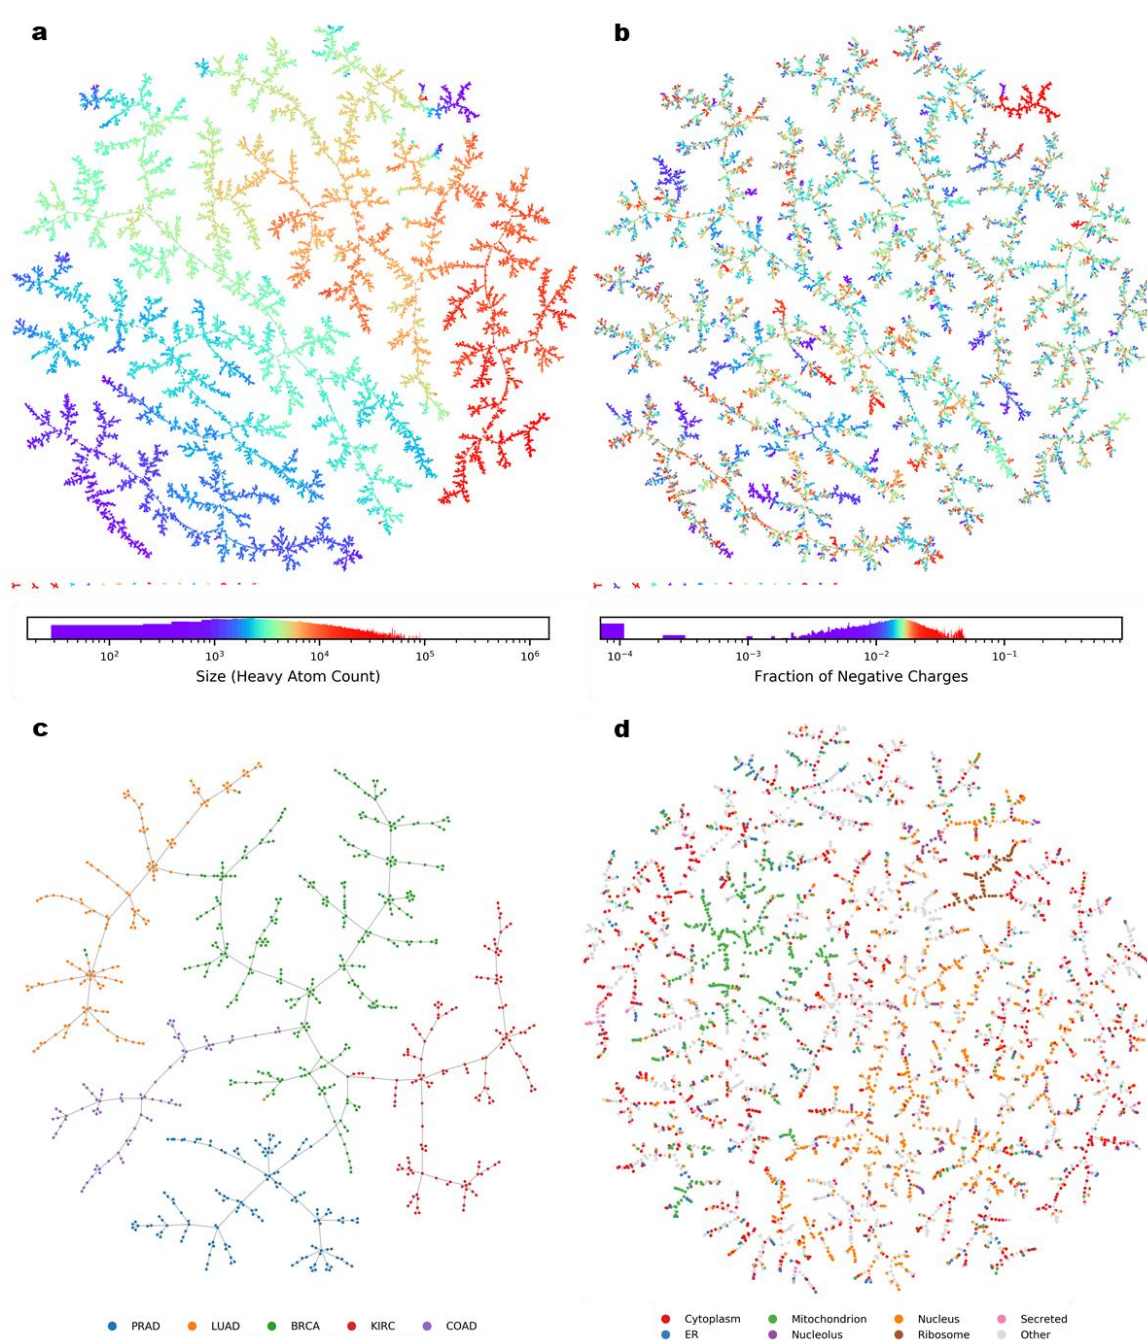 a
b
10² 10³ 10⁴ 10⁵ 10⁶
Size (Heavy Atom Count)
10⁻⁴ 10⁻³ 10⁻² 10⁻¹
Fraction of Negative Charges
c
d
PRAD LUAD BRCA KIRC COAD
Cytoplasm Mitochondrion Nucleus Secreted
ER Nucleolus Ribosome Other